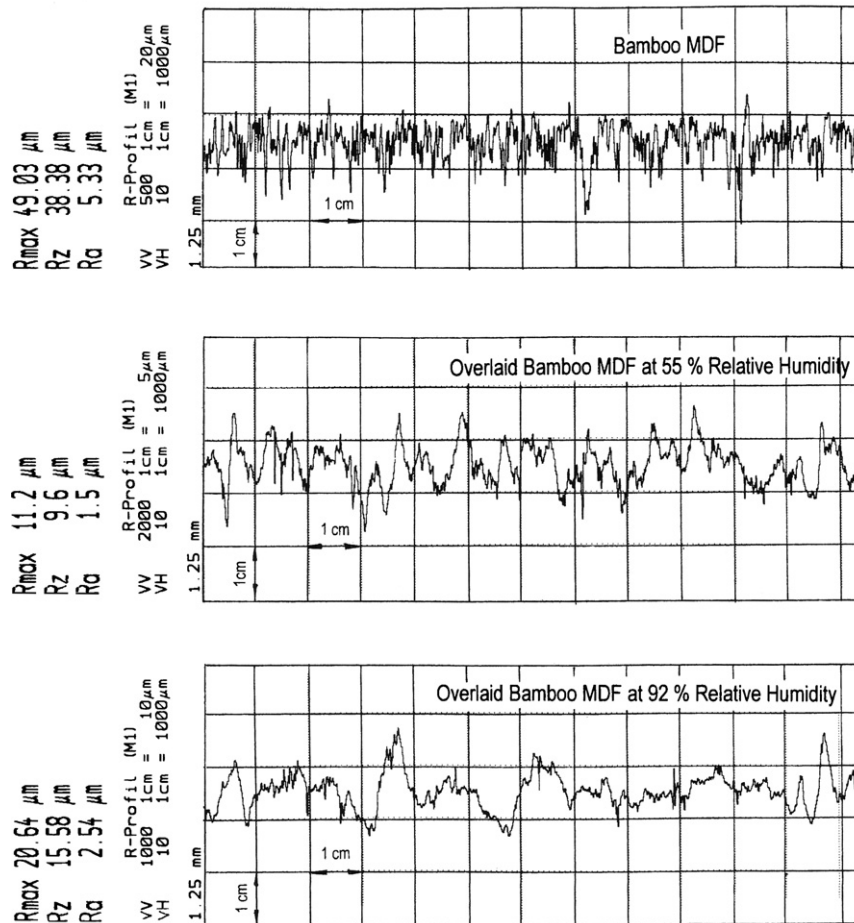 Bamboo MDF
Rmax 49.03 µm
Rz 38.38 µm
Ra 5.33 µm
R-Profil (M1)
VV 500 1cm = 20µm
VH 10 1cm = 1000µm
1.25 mm
1 cm
1 cm
Overlaid Bamboo MDF at 55 % Relative Humidity
Rmax 11.2 µm
Rz 9.6 µm
Ra 1.5 µm
R-Profil (M1)
VV 2000 1cm = 5µm
VH 10 1cm = 1000µm
1.25 mm
1cm
1 cm
Overlaid Bamboo MDF at 92 % Relative Humidity
Rmax 20.64 µm
Rz 15.58 µm
Ra 2.54 µm
R-Profil (M1)
VV 1000 1cm = 10µm
VH 10 1cm = 1000µm
1.25 mm
1 cm
1 cm